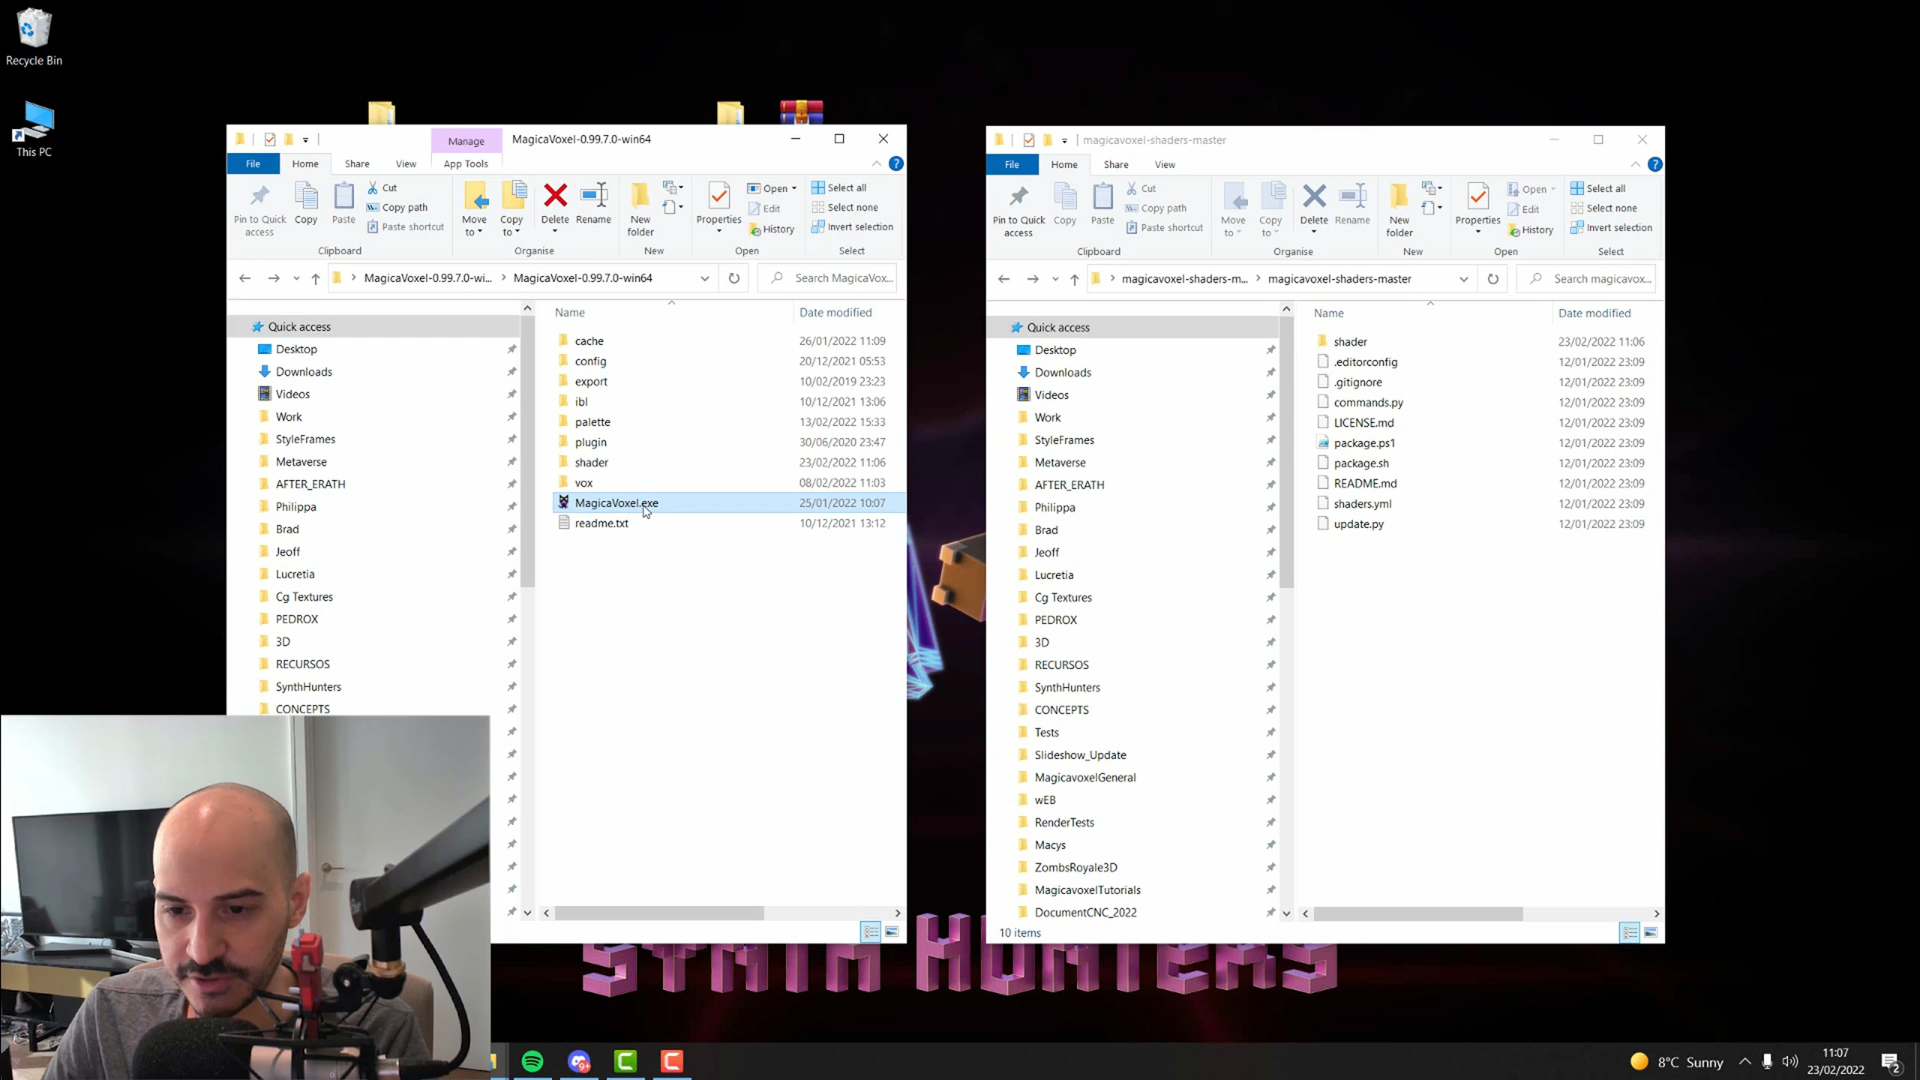 Recycle Bin
This PC
Manage
MagicaVoxel-0.99.7.0-win64
File
Home
Share
View
App Tools
Pin to Quick access
Copy
Paste
Cut
Copy path
Paste shortcut
Move to
Copy to
Delete
Rename
New folder
Properties
Open
Edit
History
Select all
Select none
Invert selection
Clipboard
Organise
New
Open
Select
MagicaVoxel-0.99.7.0-wi...
MagicaVoxel-0.99.7.0-win64
Search MagicaVox...
Quick access
Desktop
Downloads
Videos
Work
StyleFrames
Metaverse
AFTER_ERATH
Philippa
Brad
Jeoff
Lucretia
Cg Textures
PEDROX
3D
RECURSOS
SynthHunters
CONCEPTS
Name
Date modified
cache 26/01/2022 11:09
config 20/12/2021 05:53
export 10/02/2019 23:23
ibl 10/12/2021 13:06
palette 13/02/2022 15:33
plugin 30/06/2020 23:47
shader 23/02/2022 11:06
vox 08/02/2022 11:03
MagicaVoxel.exe 25/01/2022 10:07
readme.txt 10/12/2021 13:12
magicavoxel-shaders-master
File
Home
Share
View
Pin to Quick access
Copy
Paste
Cut
Copy path
Paste shortcut
Move to
Copy to
Delete
Rename
New folder
Properties
Open
Edit
History
Select all
Select none
Invert selection
Clipboard
Organise
New
Open
Select
magicavoxel-shaders-m...
magicavoxel-shaders-master
Search magicavox...
Quick access
Desktop
Downloads
Videos
Work
StyleFrames
Metaverse
AFTER_ERATH
Philippa
Brad
Jeoff
Lucretia
Cg Textures
PEDROX
3D
RECURSOS
SynthHunters
CONCEPTS
Tests
Slideshow_Update
MagicavoxelGeneral
wEB
RenderTests
Macys
ZombsRoyale3D
MagicavoxelTutorials
DocumentCNC_2022
Name
Date modified
shader 23/02/2022 11:06
.editorconfig 12/01/2022 23:09
.gitignore 12/01/2022 23:09
commands.py 12/01/2022 23:09
LICENSE.md 12/01/2022 23:09
package.ps1 12/01/2022 23:09
package.sh 12/01/2022 23:09
README.md 12/01/2022 23:09
shaders.yml 12/01/2022 23:09
update.py 12/01/2022 23:09
10 items
SYNTH HUNTERS
8°C Sunny
11:07
23/02/2022
2